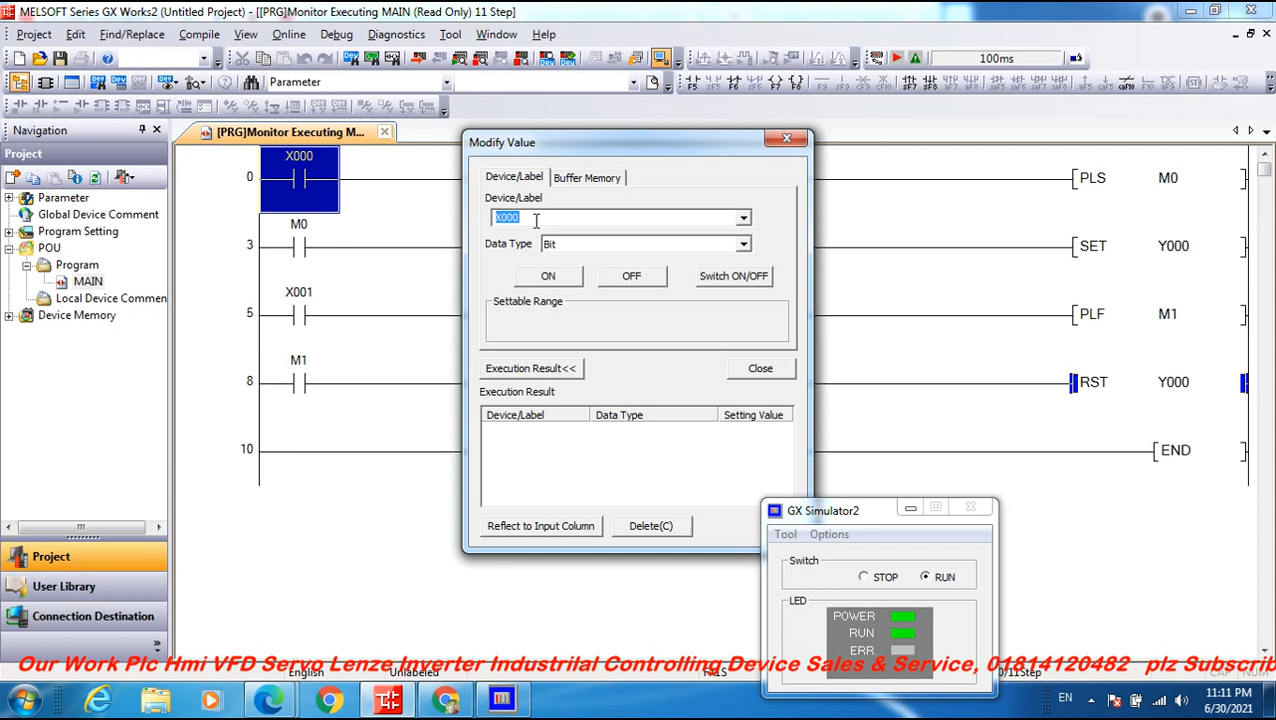 MELSOFT Series GX Works2 (Untitled Project) - [[PRG]Monitor Executing MAIN (Read Only) 11 Step]
Project Edit Find/Replace Compile View Online Debug Diagnostics Tool Window Help
100ms
Parameter
Navigation
[PRG]Monitor Executing M...
Project
Parameter
Global Device Comment
Program Setting
POU
Program
MAIN
Local Device Commen
Device Memory
Project
User Library
Connection Destination
X000
0
PLS M0
M0
3
SET Y000
X001
5
PLF M1
M1
8
RST Y000
10
END
Modify Value
Device/Label Buffer Memory
Device/Label
X000
Data Type Bit
ON OFF Switch ON/OFF
Settable Range
Execution Result<< Close
Execution Result
Device/Label Data Type Setting Value
Reflect to Input Column Delete(C)
GX Simulator2
Tool Options
Switch
STOP RUN
LED
POWER
RUN
ERR.
Our Work Plc Hmi VFD Servo Lenze Inverter Industrilal Controlling Device Sales & Service, 01814120482 plz Subscrib
English Unlabeled
CAP NUM
EN 11:11 PM
6/30/2021